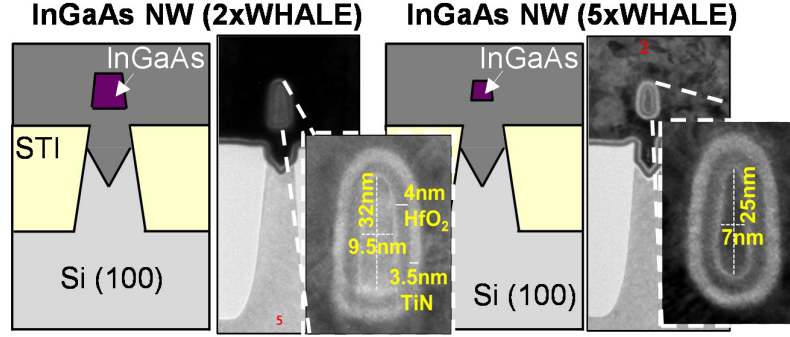 InGaAs NW (2xWHALE)
InGaAs NW (5xWHALE)
InGaAs
STI
Si (100)
5
32nm
4nm
HfO2
9.5nm
3.5nm
TiN
InGaAs
Si (100)
2
25nm
7nm